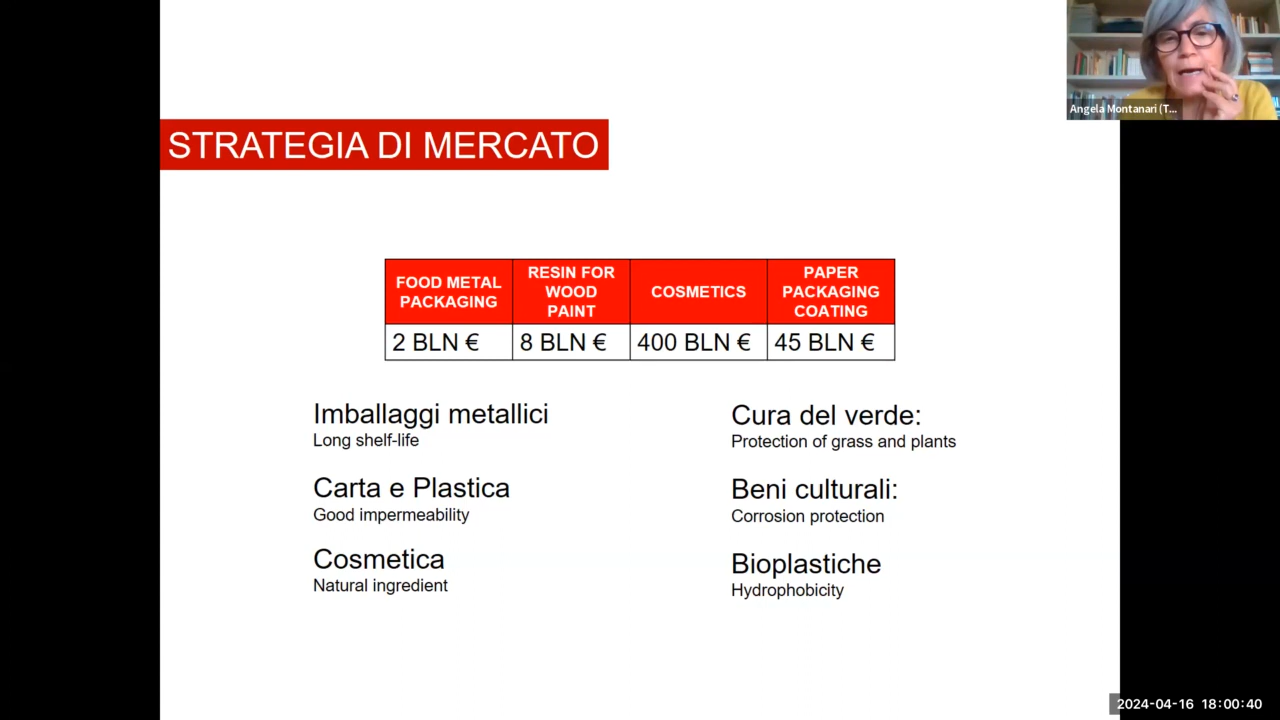 Angela Montanari (T...
STRATEGIA DI MERCATO
FOOD METAL
PACKAGING
RESIN FOR
WOOD
PAINT
COSMETICS
PAPER
PACKAGING
COATING
2 BLN €
8 BLN €
400 BLN €
45 BLN €
Imballaggi metallici
Long shelf-life
Carta e Plastica
Good impermeability
Cosmetica
Natural ingredient
Cura del verde:
Protection of grass and plants
Beni culturali:
Corrosion protection
Bioplastiche
Hydrophobicity
2024-04-16 18:00:40